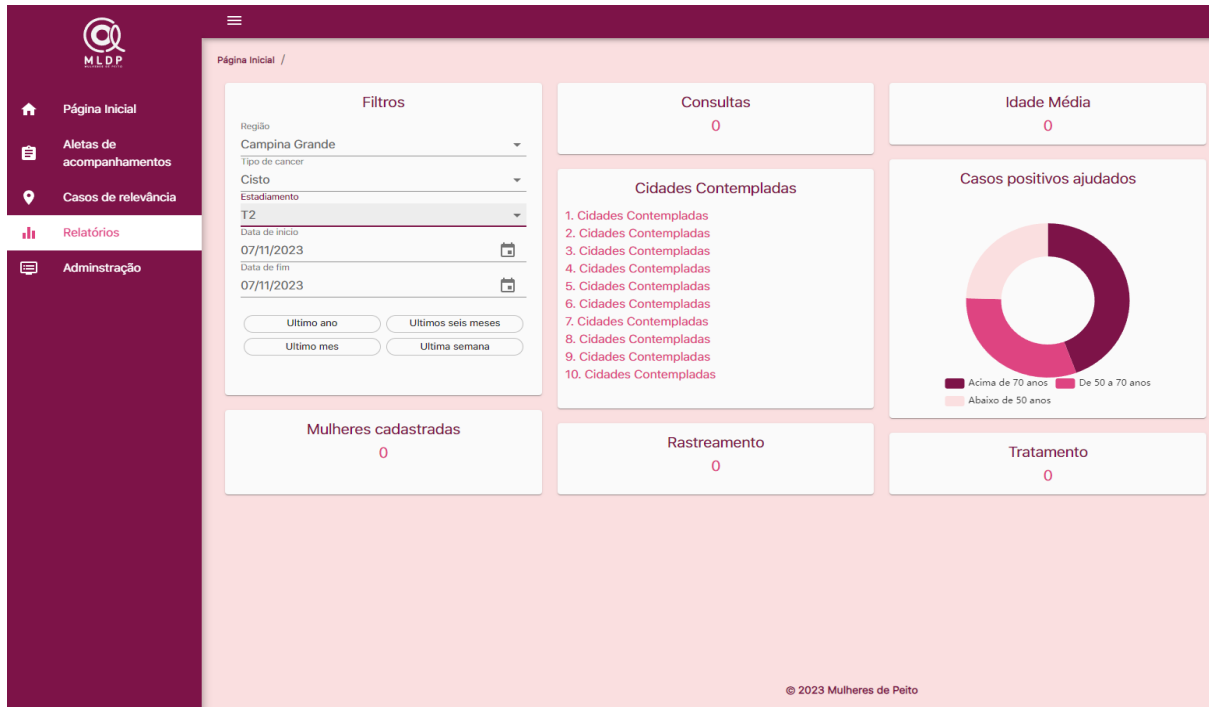 MLDP
Página Inicial
Aletas de
acompanhamentos
Casos de relevância
Relatórios
Adminstração
Página Inicial /
Filtros
Região
Campina Grande
Tipo de cancer
Cisto
Estadiamento
T2
Data de inicio
07/11/2023
Data de fim
07/11/2023
Ultimo ano
Ultimos seis meses
Ultimo mes
Ultima semana
Mulheres cadastradas
0
Consultas
0
Cidades Contempladas
1. Cidades Contempladas
2. Cidades Contempladas
3. Cidades Contempladas
4. Cidades Contempladas
5. Cidades Contempladas
6. Cidades Contempladas
7. Cidades Contempladas
8. Cidades Contempladas
9. Cidades Contempladas
10. Cidades Contempladas
Rastreamento
0
Idade Média
0
Casos positivos ajudados
Acima de 70 anos De 50 a 70 anos
Abaixo de 50 anos
Tratamento
0
© 2023 Mulheres de Peito